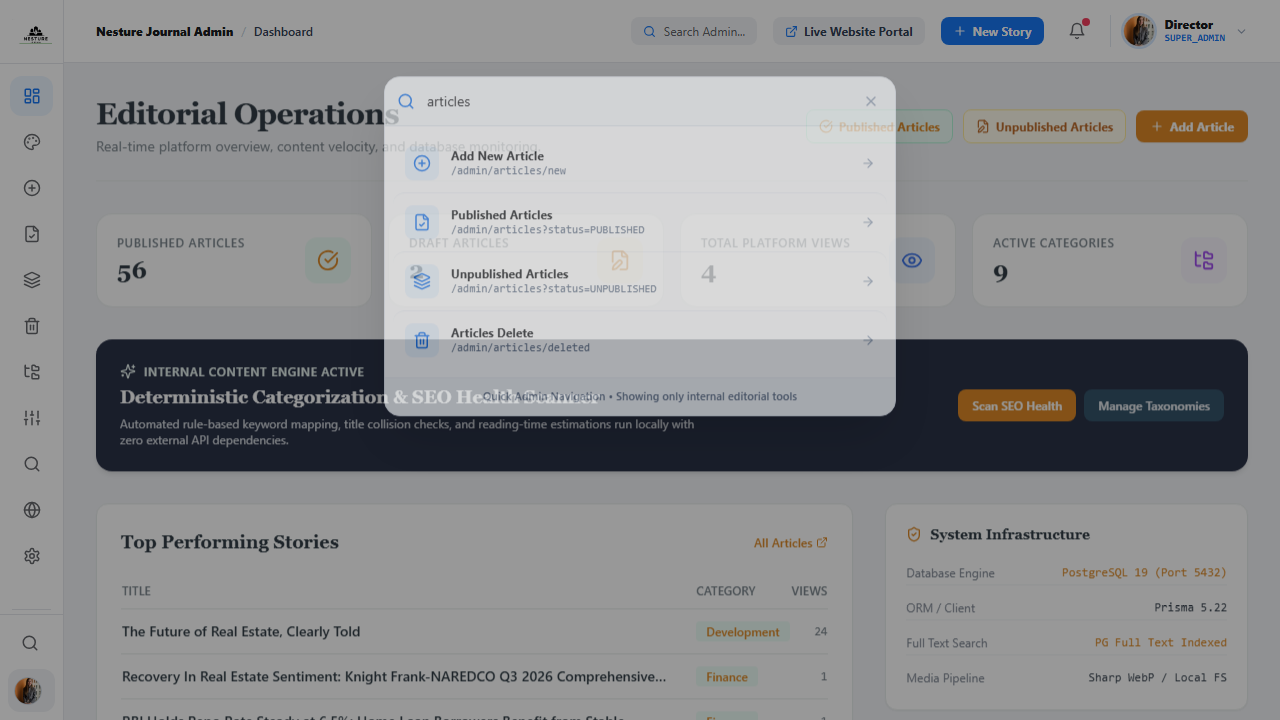 NESTURE
Nesture Journal Admin / Dashboard
Search Admin...
Live Website Portal
New Story
Director
SUPER_ADMIN
articles
Editorial Operations
Real-time platform overview, content velocity, and database monitoring.
Published Articles
Unpublished Articles
Add Article
Add New Article
/admin/articles/new
Published Articles
/admin/articles?status=PUBLISHED
Unpublished Articles
/admin/articles?status=UNPUBLISHED
Articles Delete
/admin/articles/deleted
Quick Admin Navigation • Showing only internal editorial tools
PUBLISHED ARTICLES
56
DRAFT ARTICLES
TOTAL PLATFORM VIEWS
4
ACTIVE CATEGORIES
9
INTERNAL CONTENT ENGINE ACTIVE
Deterministic Categorization & SEO Health Scanner
Automated rule-based keyword mapping, title collision checks, and reading-time estimations run locally with
zero external API dependencies.
Scan SEO Health
Manage Taxonomies
Top Performing Stories
All Articles
TITLE CATEGORY VIEWS
The Future of Real Estate, Clearly Told Development 24
Recovery In Real Estate Sentiment: Knight Frank-NAREDCO Q3 2026 Comprehensive... Finance 1
System Infrastructure
Database Engine PostgreSQL 19 (Port 5432)
ORM / Client Prisma 5.22
Full Text Search PG Full Text Indexed
Media Pipeline Sharp WebP / Local FS